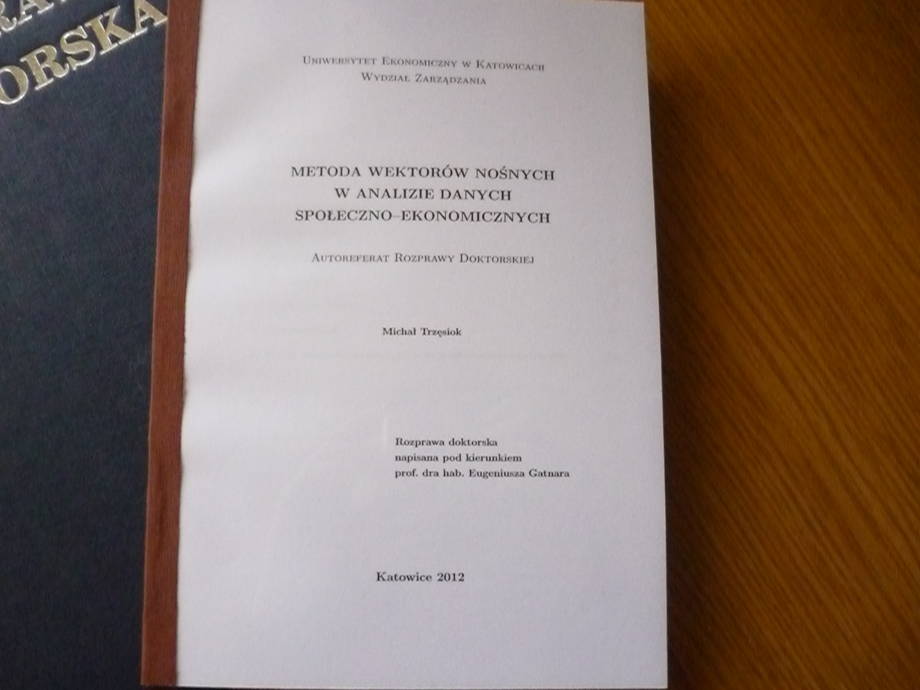 ORSKA
Uniwersytet Ekonomiczny w Katowicach
Wydział Zarządzania
METODA WEKTORÓW NOŚNYCH
W ANALIZIE DANYCH
SPOŁECZNO–EKONOMICZNYCH
Autoreferat Rozprawy Doktorskiej
Michał Trzęsiok
Rozprawa doktorska
napisana pod kierunkiem
prof. dra hab. Eugeniusza Gatnara
Katowice 2012